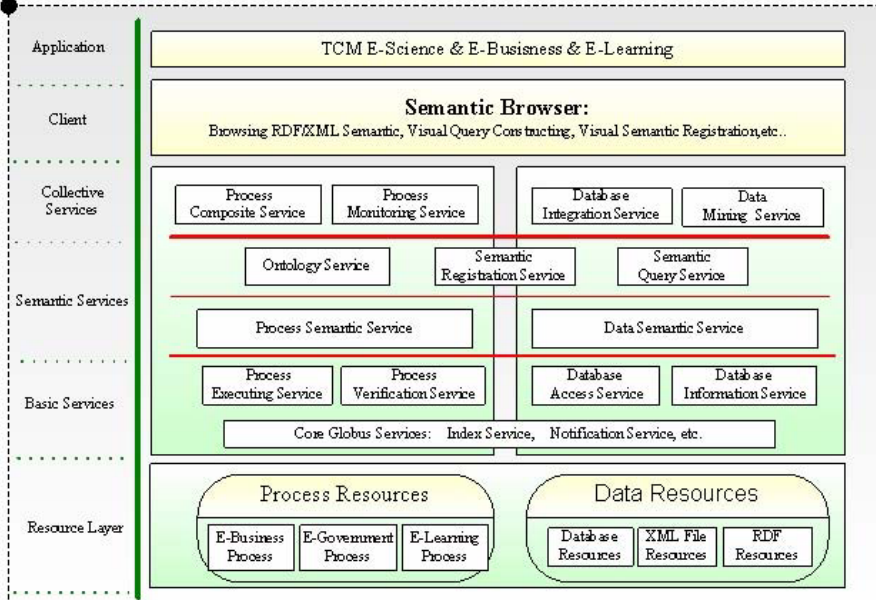 Application
TCM E-Science & E-Business & E-Learning
Client
Semantic Browser:
Browsing RDF/XML Semantic, Visual Query Constructing, Visual Semantic Registration,etc..
Collective
Services
Process
Composite Service
Process
Monitoring Service
Database
Integration Service
Data
Mining Service
Semantic Services
Ontology Service
Semantic
Registration Service
Semantic
Query Service
Process Semantic Service
Data Semantic Service
Basic Services
Process
Executing Service
Process
Verification Service
Database
Access Service
Database
Information Service
Core Globus Services: Index Service, Notification Service, etc.
Resource Layer
Process Resources
E-Business
Process
E-Government
Process
E-Learning
Process
Data Resources
Database
Resources
XML File
Resources
RDF
Resources